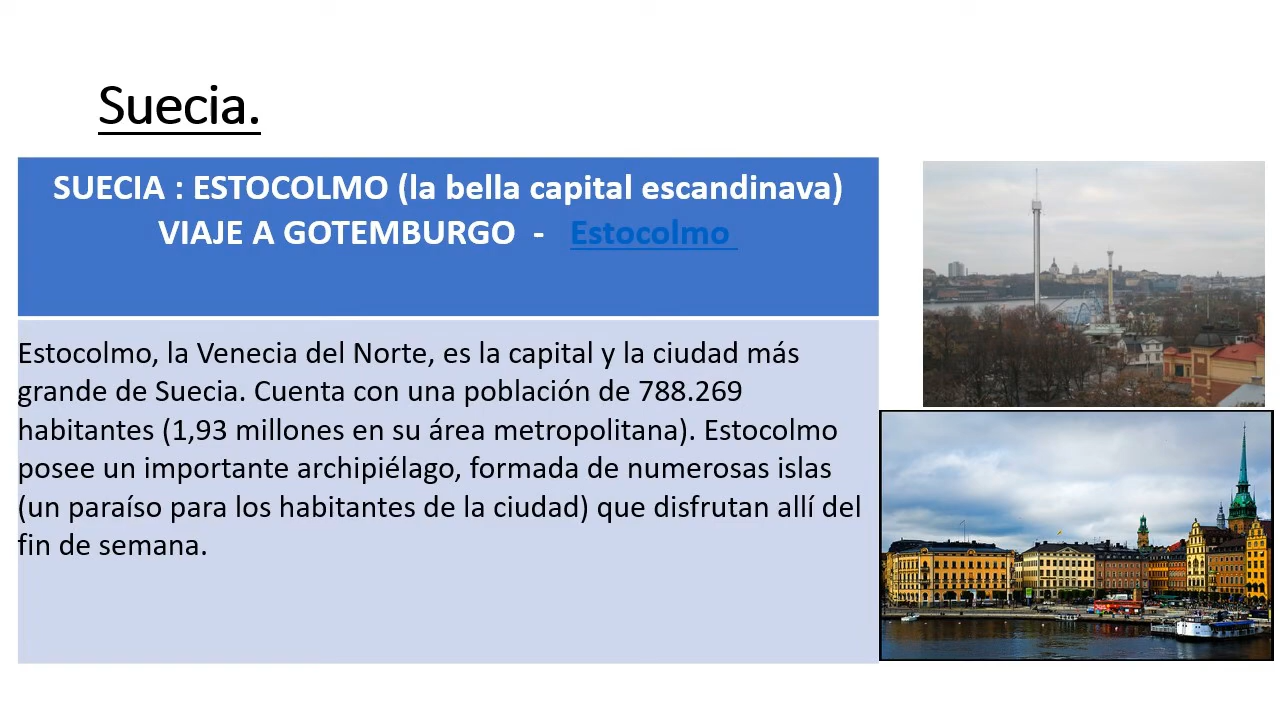 Suecia.
SUECIA : ESTOCOLMO (la bella capital escandinava)
VIAJE A GOTEMBURGO - Estocolmo
Estocolmo, la Venecia del Norte, es la capital y la ciudad más
grande de Suecia. Cuenta con una población de 788.269
habitantes (1,93 millones en su área metropolitana). Estocolmo
posee un importante archipiélago, formada de numerosas islas
(un paraíso para los habitantes de la ciudad) que disfrutan allí del
fin de semana.